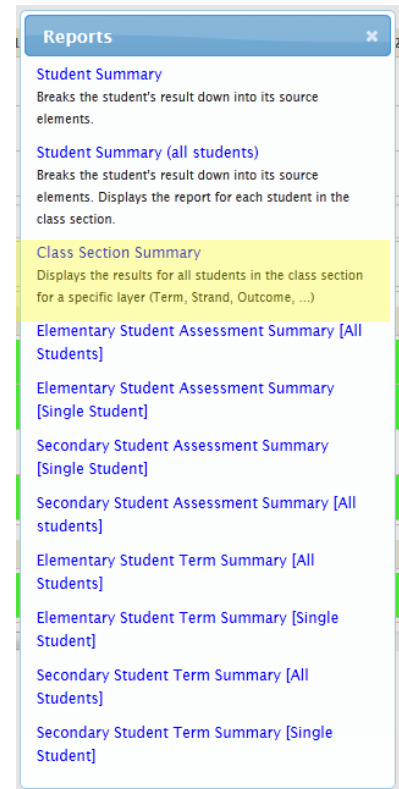 Reports
Student Summary
Breaks the student's result down into its source
elements.
Student Summary (all students)
Breaks the student's result down into its source
elements. Displays the report for each student in the
class section.
Class Section Summary
Displays the results for all students in the class section
for a specific layer (Term, Strand, Outcome, ...)
Elementary Student Assessment Summary [All
Students]
Elementary Student Assessment Summary
[Single Student]
Secondary Student Assessment Summary
[Single Student]
Secondary Student Assessment Summary [All
students]
Elementary Student Term Summary [All
Students]
Elementary Student Term Summary [Single
Student]
Secondary Student Term Summary [All
Students]
Secondary Student Term Summary [Single
Student]